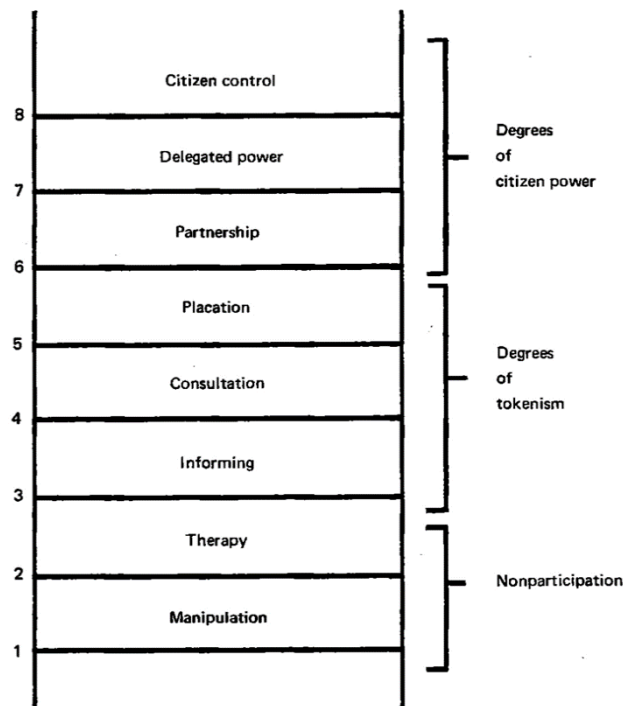 Citizen control
8
Delegated power
7
Partnership
6
Placation
5
Consultation
4
Informing
3
Therapy
2
Manipulation
1
Degrees
of
citizen power
Degrees
of
tokenism
Nonparticipation